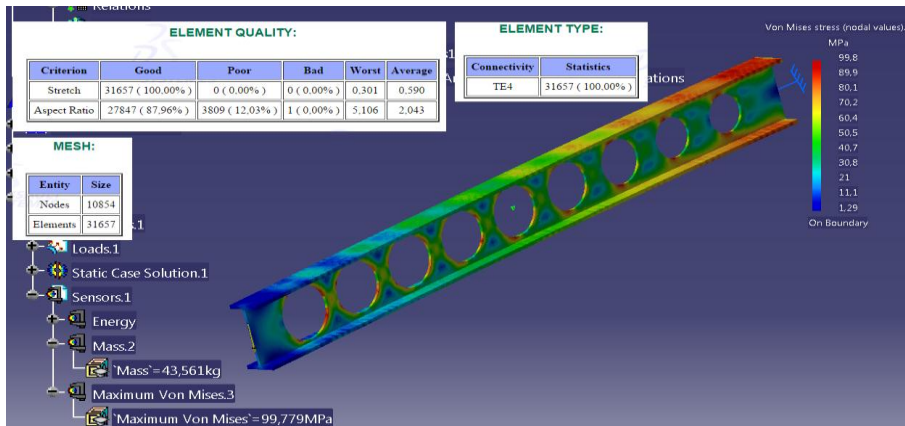 Relations
ELEMENT QUALITY:
Criterion Good Poor Bad Worst Average
Stretch 31657 ( 100,00% ) 0 ( 0,00% ) 0 ( 0,00% ) 0,301 0,590
Aspect Ratio 27847 ( 87,96% ) 3809 ( 12,03% ) 1 ( 0,00% ) 5,106 2,043
ELEMENT TYPE:
Connectivity Statistics
TE4 31657 ( 100,00% )
MESH:
Entity Size
Nodes 10854
Elements 31657
Loads.1
Static Case Solution.1
Sensors.1
Energy
Mass.2
`Mass`=43,561kg
Maximum Von Mises.3
`Maximum Von Mises`=99,779MPa
Von Mises stress (nodal values).
MPa
99,8
89,9
80,1
70,2
60,4
50,5
40,7
30,8
21
11,1
1,29
On Boundary